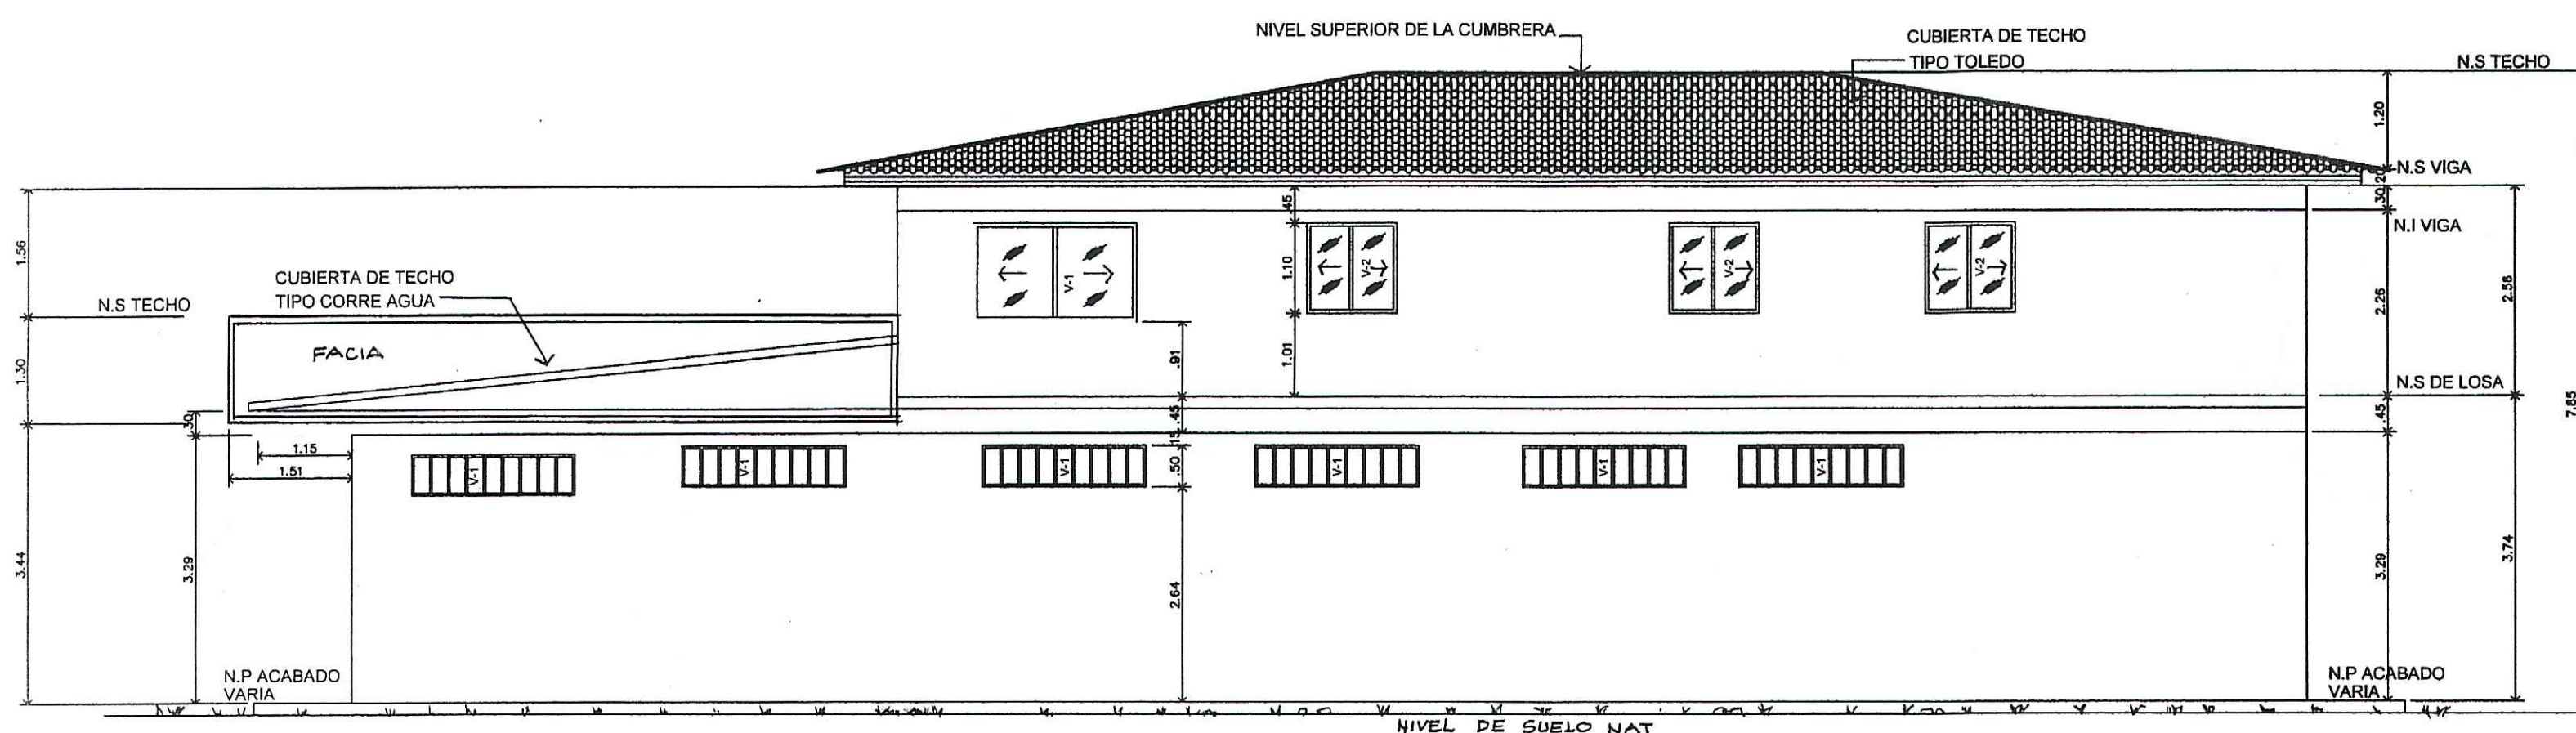 NIVEL SUPERIOR DE LA CUMBRERA
CUBIERTA DE TECHO
TIPO TOLEDO
N.S TECHO
1.20
N.S VIGA
.20
.30
N.I VIGA
.45
1.56
1.10
V-1
V-2
V-2
V-2
2.26
2.58
CUBIERTA DE TECHO
TIPO CORRE AGUA
N.S TECHO
FACIA
1.30
.91
1.01
N.S DE LOSA
7.85
.30
.45
.45
.15
1.15
1.51
V-1
V-1
V-1
V-1
V-1
V-1
.50
3.44
3.29
2.64
3.29
3.74
N.P ACABADO
VARIA
N.P ACABADO
VARIA
NIVEL DE SUELO NAT